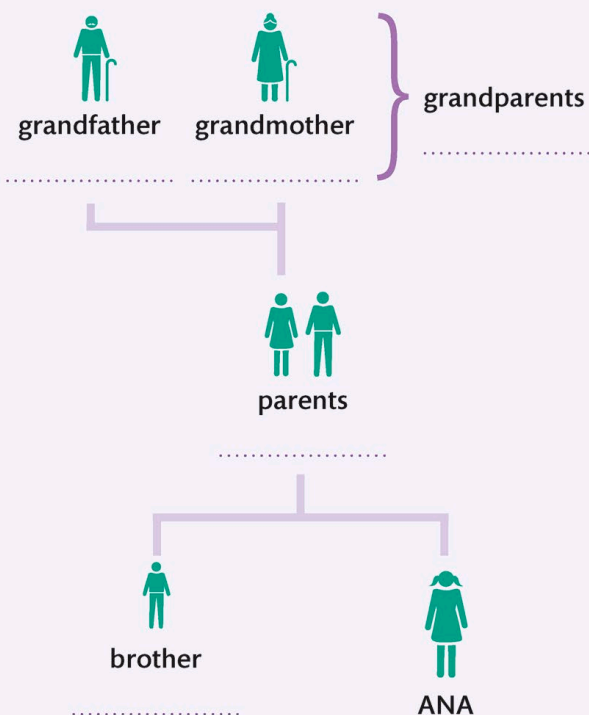 grandfather
grandmother
grandparents
parents
brother
ANA